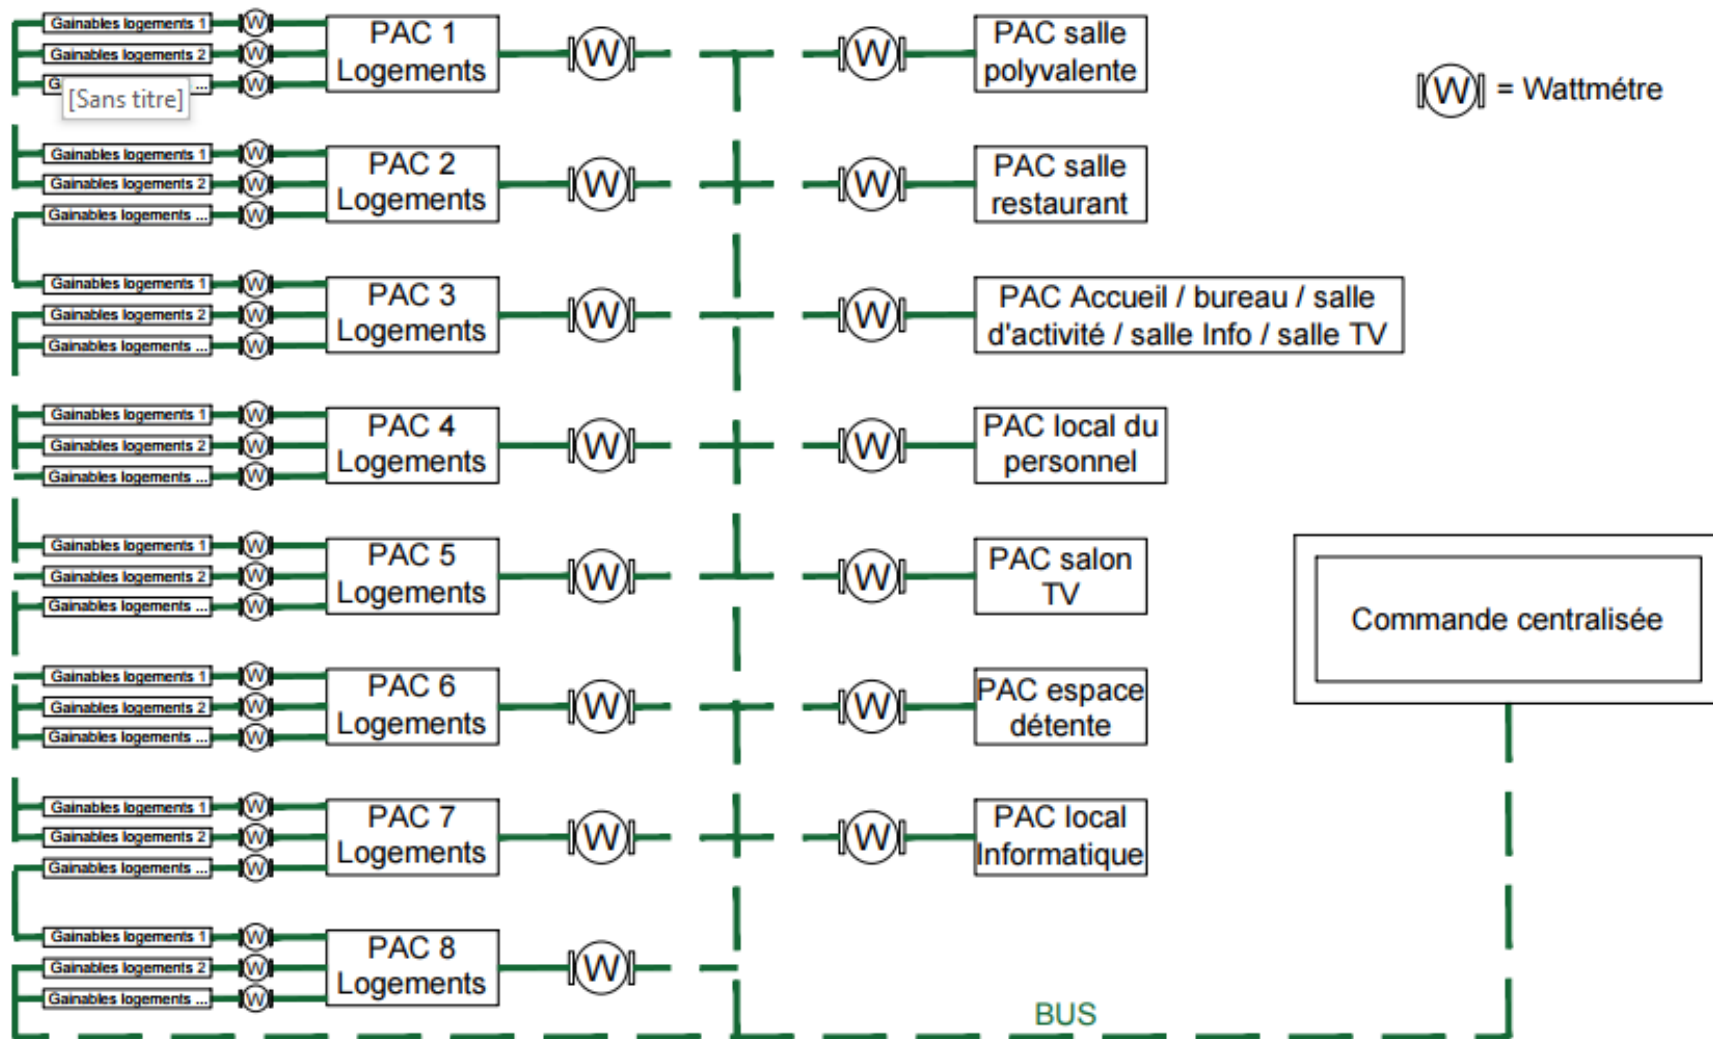 Gainables logements 1
W
Gainables logements 2
W
G
...
W
[Sans titre]
PAC 1
Logements
W
W
PAC salle
polyvalente
W = Wattmétre
Gainables logements 1
W
Gainables logements 2
W
Gainables logements ...
W
PAC 2
Logements
W
W
PAC salle
restaurant
Gainables logements 1
W
Gainables logements 2
W
Gainables logements ...
W
PAC 3
Logements
W
W
PAC Accueil / bureau / salle
d'activité / salle Info / salle TV
Gainables logements 1
W
Gainables logements 2
W
Gainables logements ...
W
PAC 4
Logements
W
W
PAC local du
personnel
Gainables logements 1
W
Gainables logements 2
W
Gainables logements ...
W
PAC 5
Logements
W
W
PAC salon
TV
Commande centralisée
Gainables logements 1
W
Gainables logements 2
W
Gainables logements ...
W
PAC 6
Logements
W
W
PAC espace
détente
Gainables logements 1
W
Gainables logements 2
W
Gainables logements ...
W
PAC 7
Logements
W
W
PAC local
Informatique
Gainables logements 1
W
Gainables logements 2
W
Gainables logements ...
W
PAC 8
Logements
W
BUS